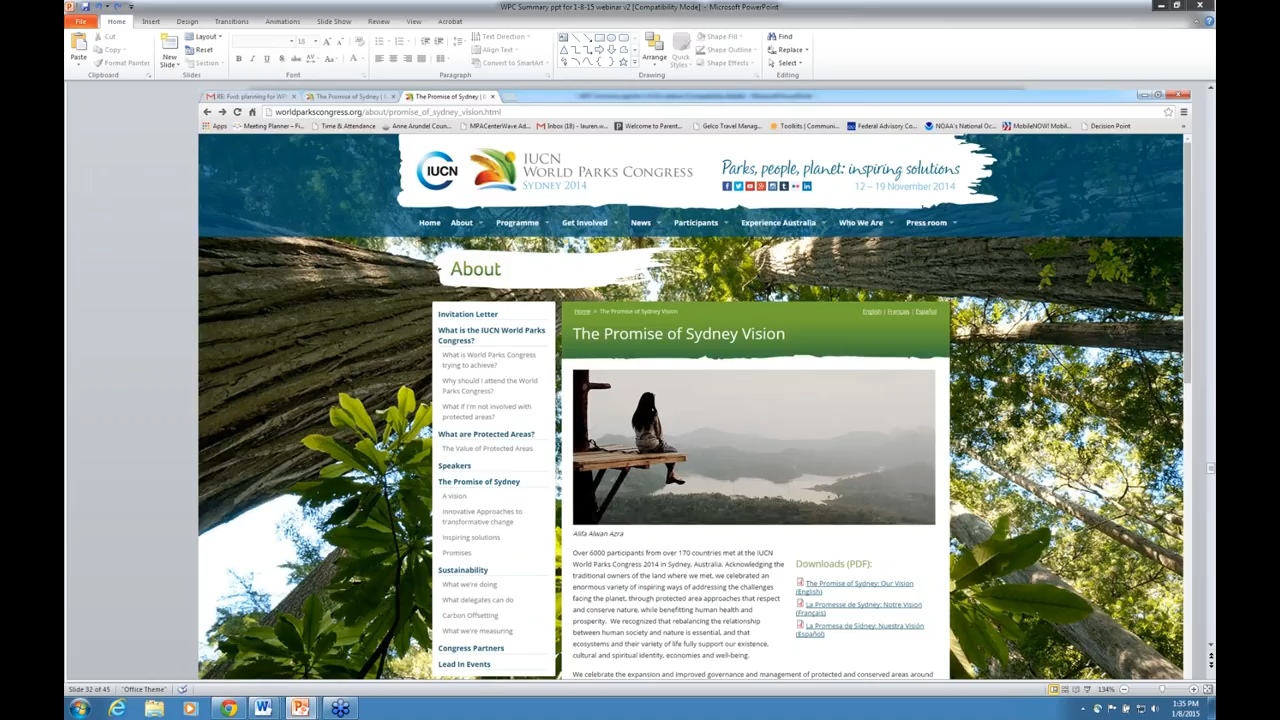 WPC Summary ppt for 1-8-15 webinar v2 [Compatibility Mode] - Microsoft PowerPoint
File Home Insert Design Transitions Animations Slide Show Review View Acrobat
Cut
Copy
Format Painter
Paste
Clipboard
New Slide
Layout
Reset
Section
Slides
18
Font
Text Direction
Align Text
Convert to SmartArt
Paragraph
Arrange
Quick Styles
Shape Fill
Shape Outline
Shape Effects
Drawing
Find
Replace
Select
Editing
The Promise of Sydney |
The Promise of Sydney |
worldparkscongress.org/about/promise_of_sydney_vision.html
Apps Meeting Planner – Fi... Time & Attendance Anne Arundel Coun... MPACenterWave Ad... Inbox (18) - lauren.w... Welcome to Parent... Gelco Travel Manag... Toolkits | Communi... Federal Advisory Co... NOAA's National Oc... MobileNOW! Mobil... Decision Point
IUCN
IUCN
WORLD PARKS CONGRESS
SYDNEY 2014
Parks, people, planet: inspiring solutions
12 – 19 November 2014
Home About Programme Get Involved News Participants Experience Australia Who We Are Press room
About
Invitation Letter
What is the IUCN World Parks
Congress?
What is World Parks Congress
trying to achieve?
Why should I attend the World
Parks Congress?
What if I'm not involved with
protected areas?
What are Protected Areas?
The Value of Protected Areas
Speakers
The Promise of Sydney
A vision
Innovative Approaches to
transformative change
Inspiring solutions
Promises
Sustainability
What we're doing
What delegates can do
Carbon Offsetting
What we're measuring
Congress Partners
Lead In Events
Home > The Promise of Sydney Vision
English | Français | Español
The Promise of Sydney Vision
Alifa Alwan Azra
Over 6000 participants from over 170 countries met at the IUCN
World Parks Congress 2014 in Sydney, Australia. Acknowledging the
traditional owners of the land where we met, we celebrated an
enormous variety of inspiring ways of addressing the challenges
facing the planet, through protected area approaches that respect
and conserve nature, while benefitting human health and
prosperity. We recognized that rebalancing the relationship
between human society and nature is essential, and that
ecosystems and their variety of life fully support our existence,
cultural and spiritual identity, economies and well-being.
We celebrate the expansion and improved governance and management of protected and conserved areas around
Downloads (PDF):
The Promise of Sydney: Our Vision
(English)
La Promesse de Sydney: Notre Vision
(Français)
La Promesa de Sídney: Nuestra Visión
(Español)
Slide 32 of 45 "Office Theme" 134%
1:35 PM
1/8/2015